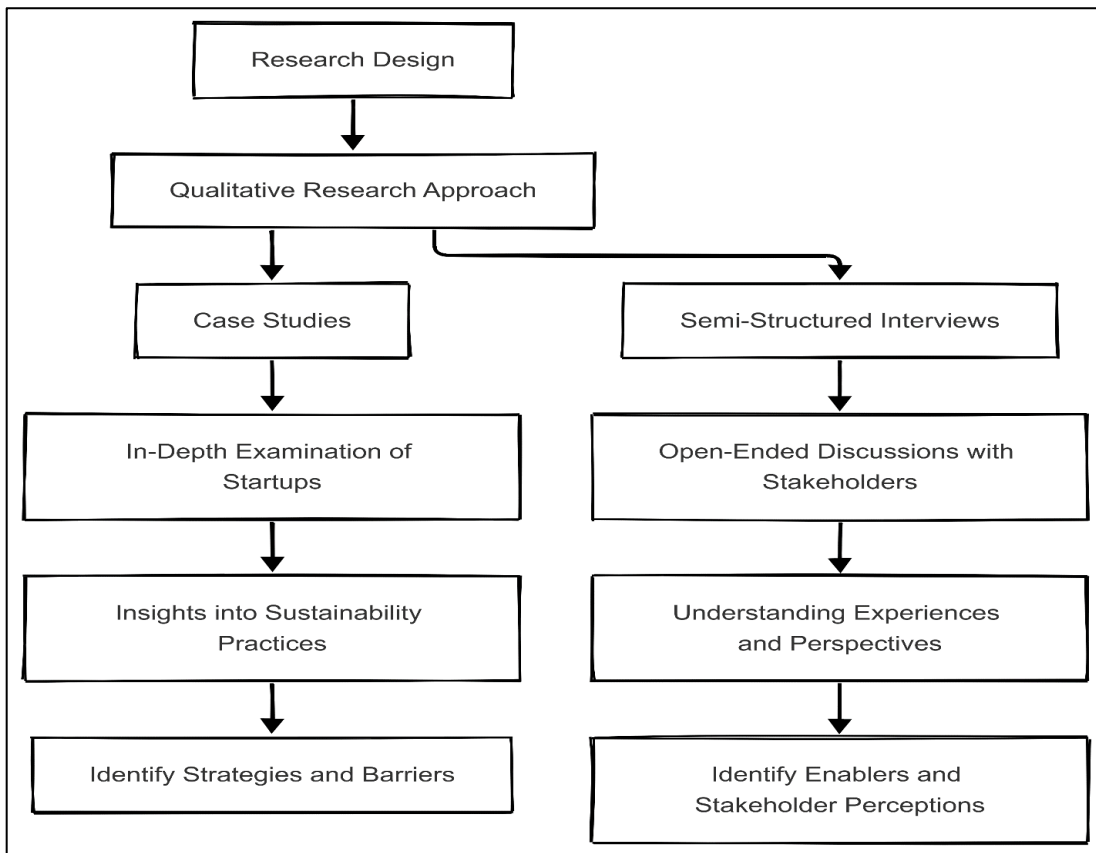 Research Design
Qualitative Research Approach
Case Studies
Semi-Structured Interviews
In-Depth Examination of
Startups
Open-Ended Discussions with
Stakeholders
Insights into Sustainability
Practices
Understanding Experiences
and Perspectives
Identify Strategies and Barriers
Identify Enablers and
Stakeholder Perceptions